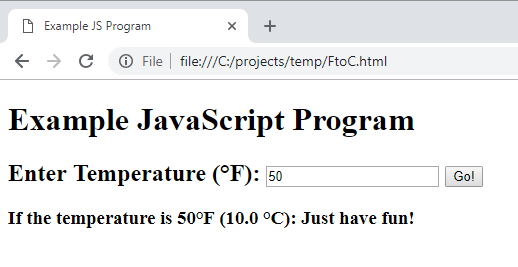 Example JS Program
File | file:///C:/projects/temp/FtoC.html
Example JavaScript Program
Enter Temperature (°F): 50 Go!
If the temperature is 50°F (10.0 °C): Just have fun!